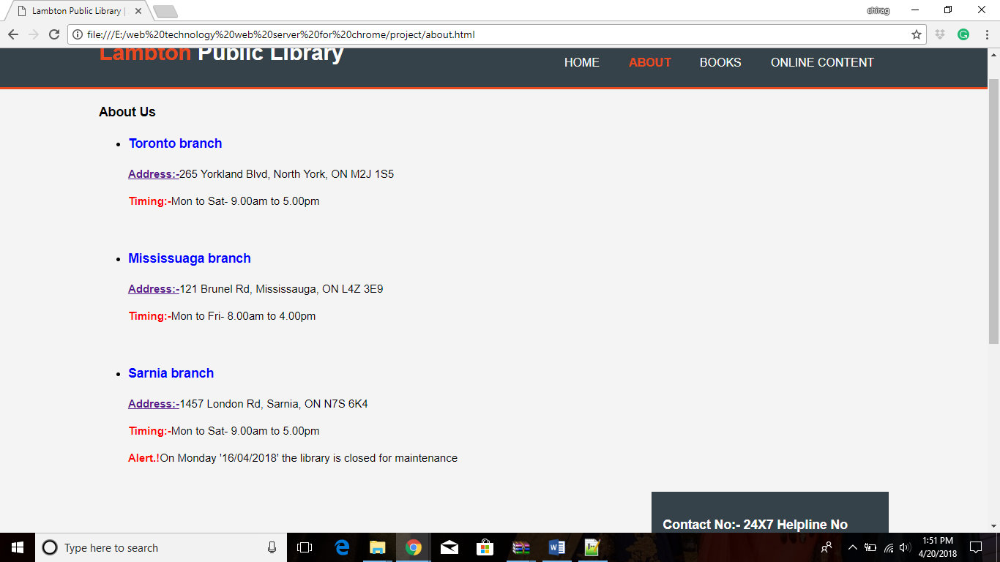 Lambton Public Library |
chirag
file:///E:/web%20technology%20web%20server%20for%20chrome/project/about.html
Lambton Public Library
HOME ABOUT BOOKS ONLINE CONTENT
About Us
Toronto branch
Address:-265 Yorkland Blvd, North York, ON M2J 1S5
Timing:-Mon to Sat- 9.00am to 5.00pm
Mississuaga branch
Address:-121 Brunel Rd, Mississauga, ON L4Z 3E9
Timing:-Mon to Fri- 8.00am to 4.00pm
Sarnia branch
Address:-1457 London Rd, Sarnia, ON N7S 6K4
Timing:-Mon to Sat- 9.00am to 5.00pm
Alert.!On Monday '16/04/2018' the library is closed for maintenance
Contact No:- 24X7 Helpline No
Type here to search
1:51 PM
4/20/2018